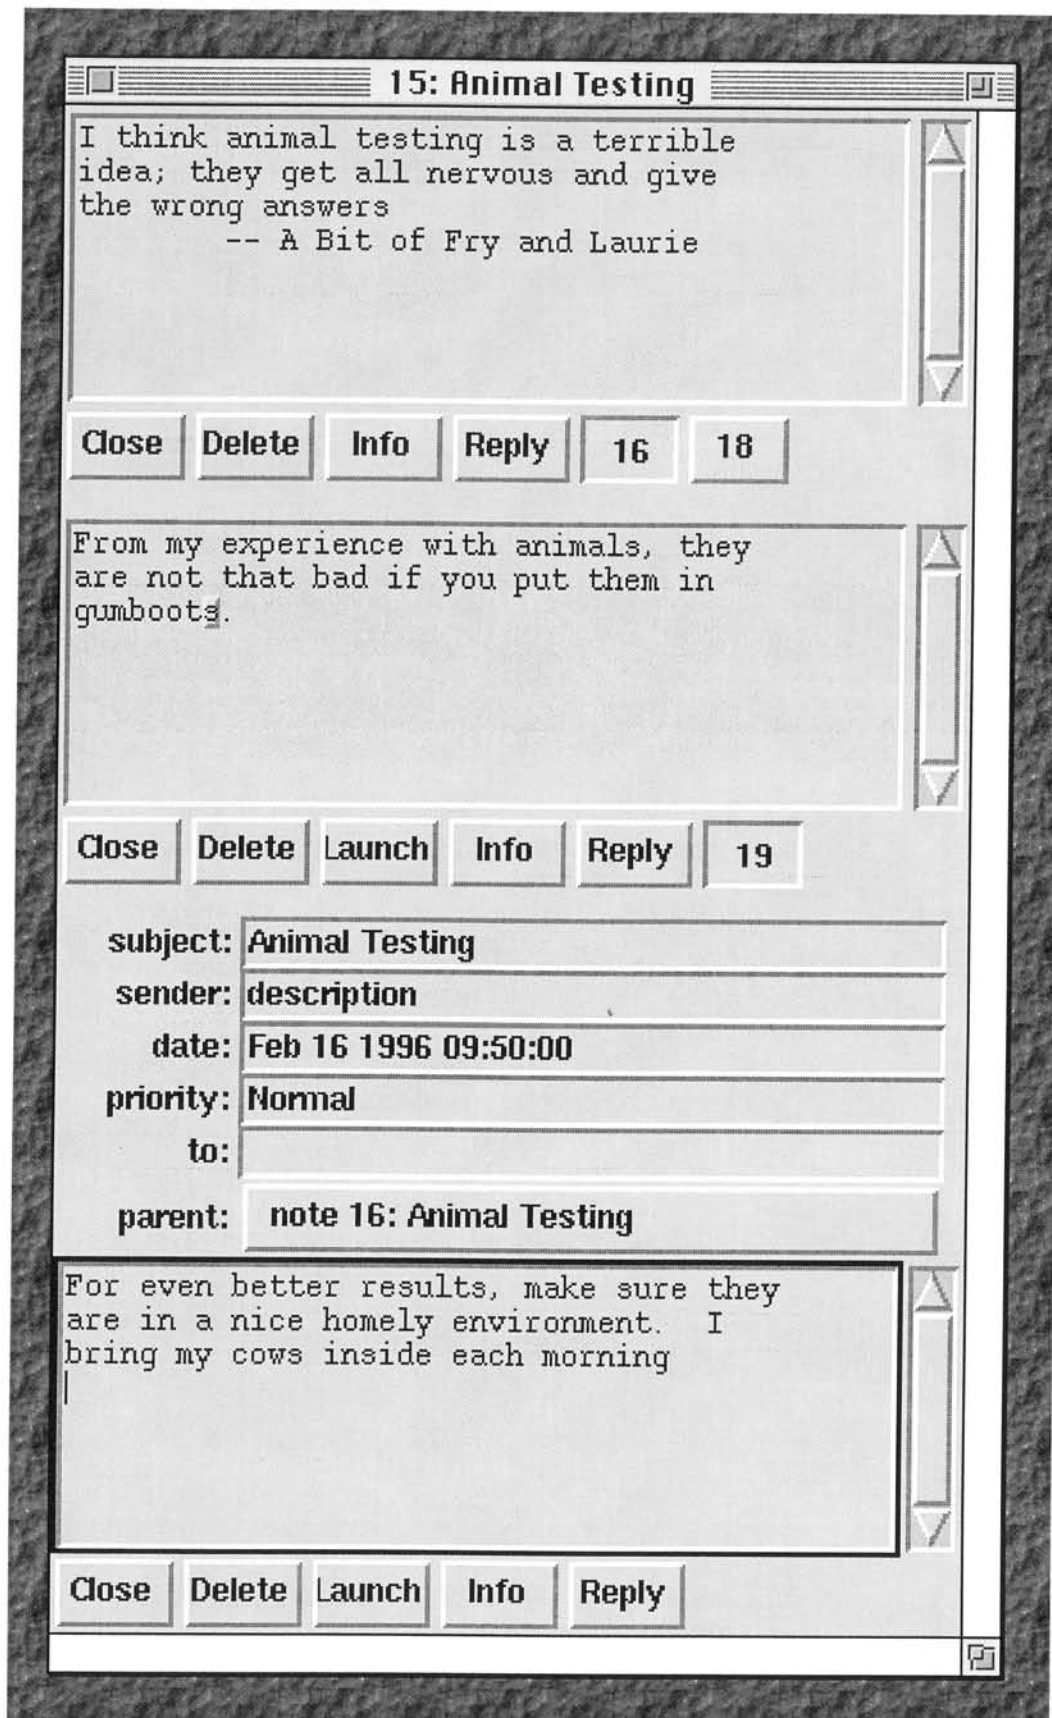 15: Animal Testing
I think animal testing is a terrible
idea; they get all nervous and give
the wrong answers
-- A Bit of Fry and Laurie
Close Delete Info Reply 16 18
From my experience with animals, they
are not that bad if you put them in
gumboots.
Close Delete Launch Info Reply 19
subject: Animal Testing
sender: description
date: Feb 16 1996 09:50:00
priority: Normal
to:
parent: note 16: Animal Testing
For even better results, make sure they
are in a nice homely environment. I
bring my cows inside each morning
Close Delete Launch Info Reply